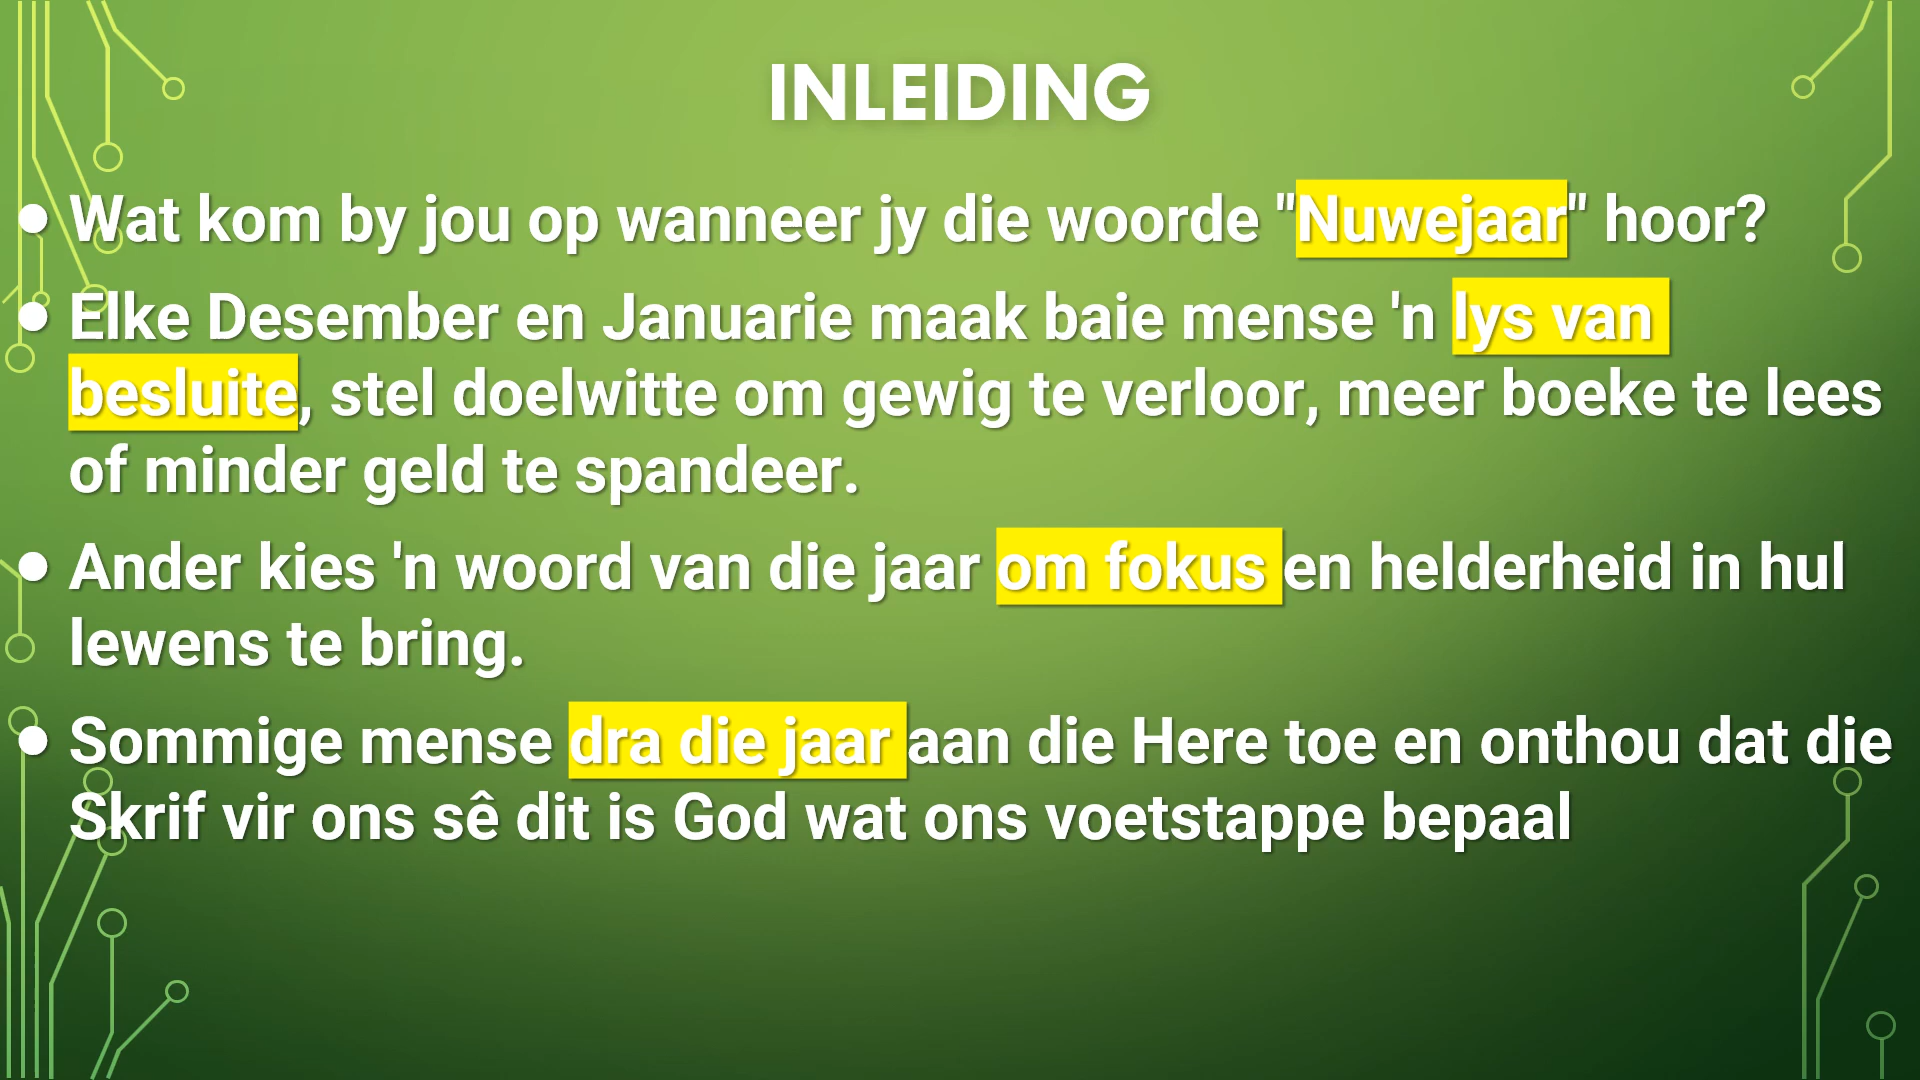 INLEIDING
• Wat kom by jou op wanneer jy die woorde "Nuwejaar" hoor?
• Elke Desember en Januarie maak baie mense 'n lys van
besluite, stel doelwitte om gewig te verloor, meer boeke te lees
of minder geld te spandeer.
• Ander kies 'n woord van die jaar om fokus en helderheid in hul
lewens te bring.
• Sommige mense dra die jaar aan die Here toe en onthou dat die
Skrif vir ons sê dit is God wat ons voetstappe bepaal